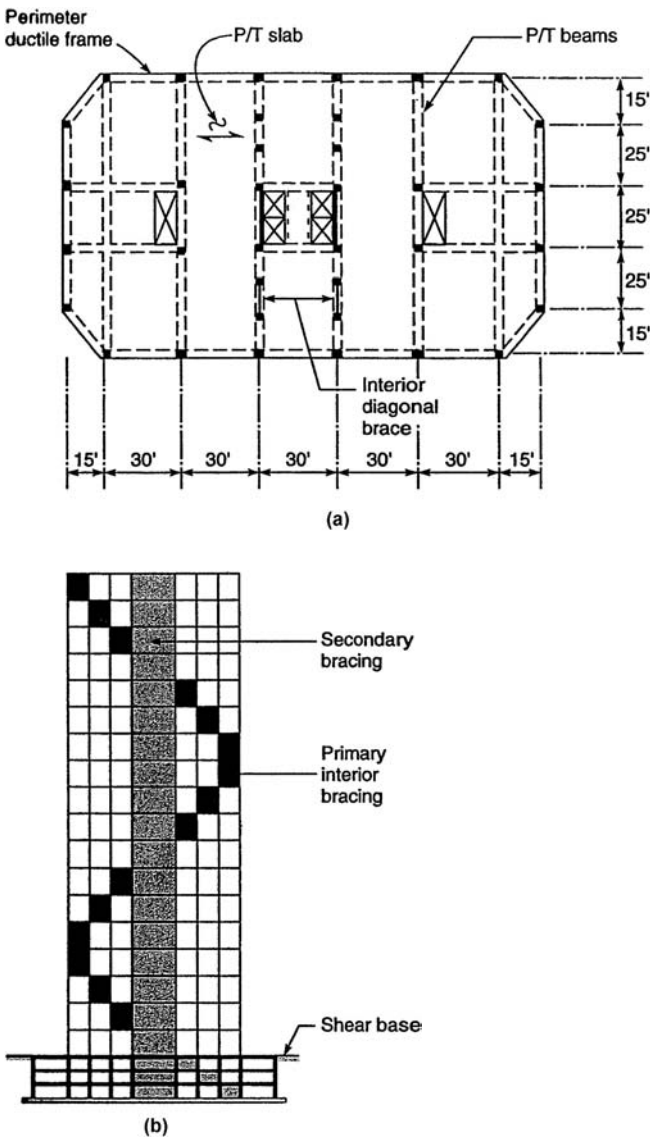 Perimeter
ductile frame
P/T slab
P/T beams
15'
25'
25'
25'
15'
Interior
diagonal
brace
15' 30' 30' 30' 30' 30' 15'
(a)
Secondary
bracing
Primary
interior
bracing
Shear base
(b)